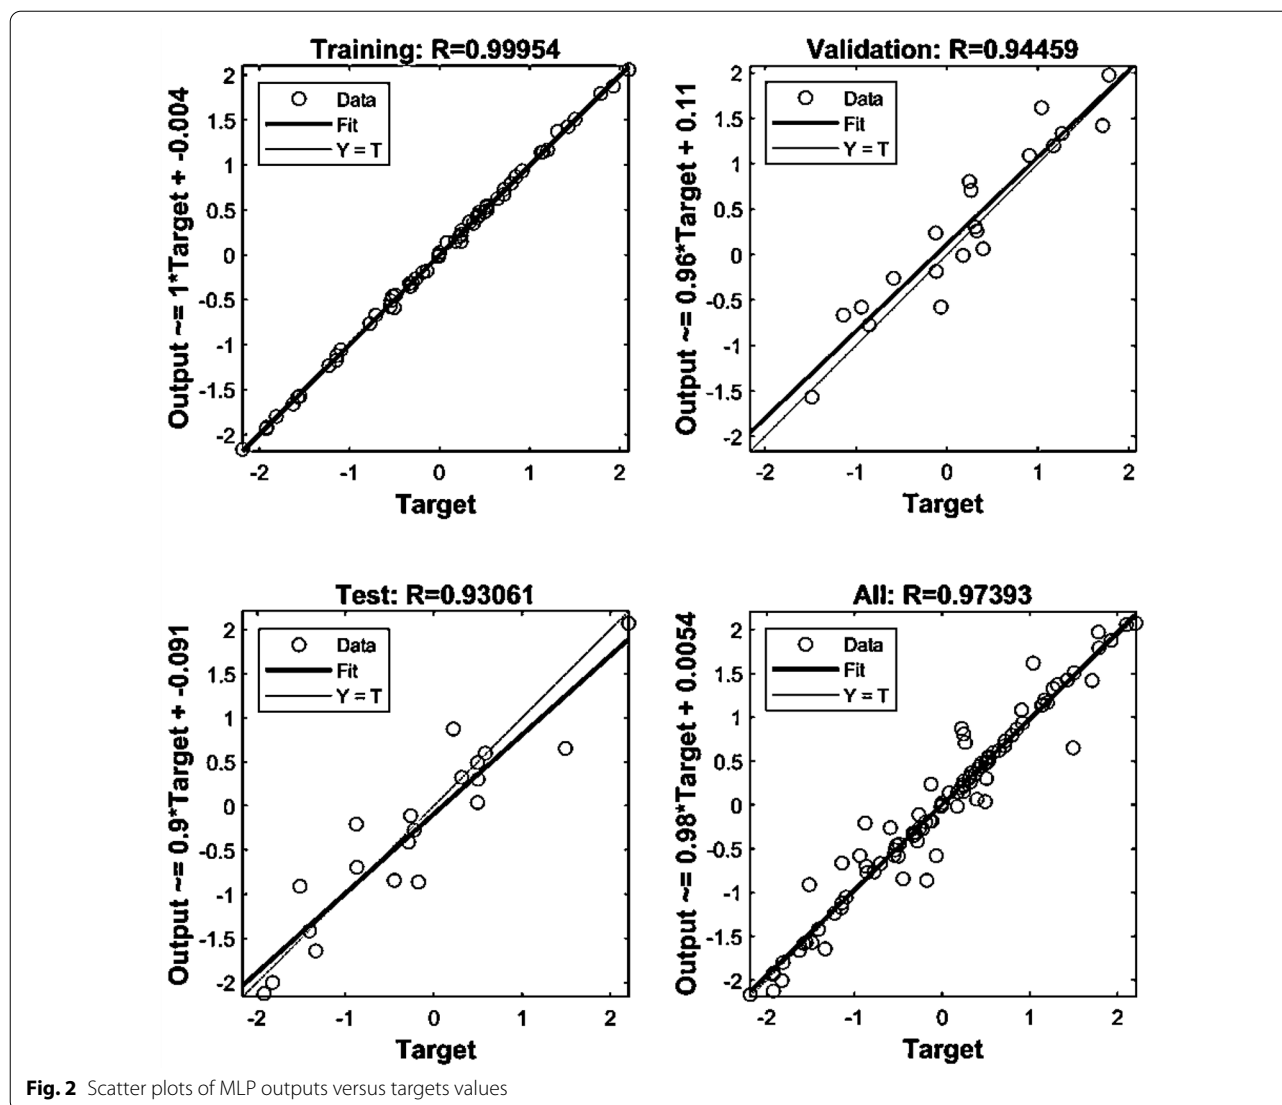 Training: R=0.99954
Output ~= 1*Target + -0.004
2
1.5
1
0.5
0
-0.5
-1
-1.5
-2
Data
Fit
Y = T
-2 -1 0 1 2
Target
Validation: R=0.94459
Output ~= 0.96*Target + 0.11
2
1.5
1
0.5
0
-0.5
-1
-1.5
-2
Data
Fit
Y = T
-2 -1 0 1 2
Target
Test: R=0.93061
Output ~= 0.9*Target + -0.091
2
1.5
1
0.5
0
-0.5
-1
-1.5
-2
Data
Fit
Y = T
-2 -1 0 1 2
Target
All: R=0.97393
Output ~= 0.98*Target + 0.0054
2
1.5
1
0.5
0
-0.5
-1
-1.5
-2
Data
Fit
Y = T
-2 -1 0 1 2
Target
Fig. 2 Scatter plots of MLP outputs versus targets values